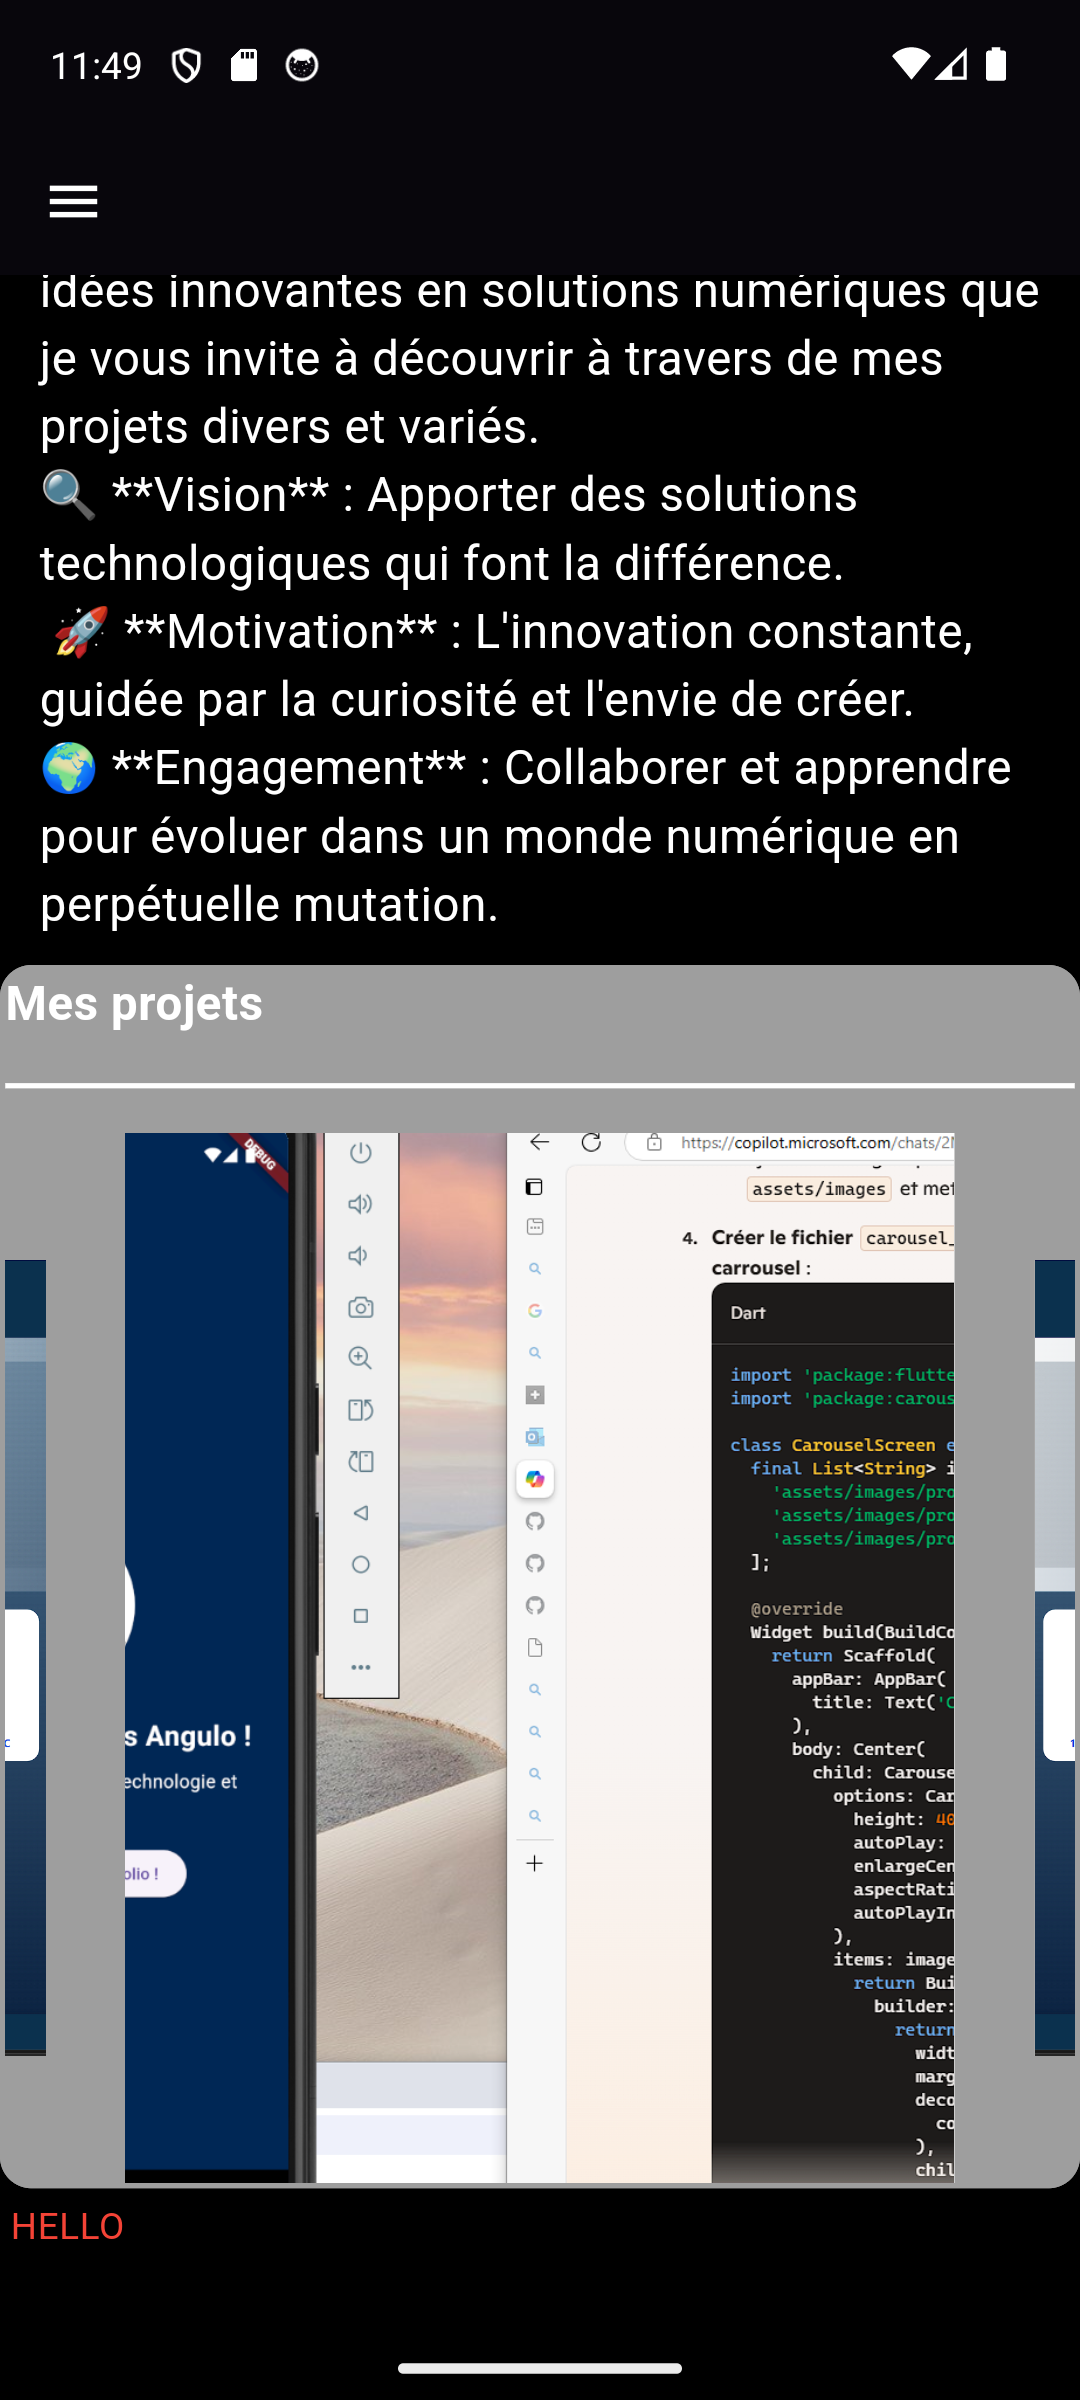 11:49
idées innovantes en solutions numériques que
je vous invite à découvrir à travers de mes
projets divers et variés.
🔍 **Vision** : Apporter des solutions
technologiques qui font la différence.
🚀 **Motivation** : L'innovation constante,
guidée par la curiosité et l'envie de créer.
🌍 **Engagement** : Collaborer et apprendre
pour évoluer dans un monde numérique en
perpétuelle mutation.
Mes projets
DEBUG
https://copilot.microsoft.com/chats/2
assets/images et
4. Créer le fichier carousel_
carrousel :
Dart
import 'package:flutte
import 'package:carous
class CarouselScreen e
final List<String> i
'assets/images/pro
'assets/images/pro
'assets/images/pro
];
@override
Widget build(BuildCo
return Scaffold(
appBar: AppBar(
title: Text('C
),
body: Center(
child: Carouse
options: Car
height: 40
autoPlay:
enlargeCen
aspectRati
autoPlayIn
),
items: image
return Bui
builder:
return
widt
marg
deco
co
),
chil
s Angulo !
echnologie et
olio !
HELLO